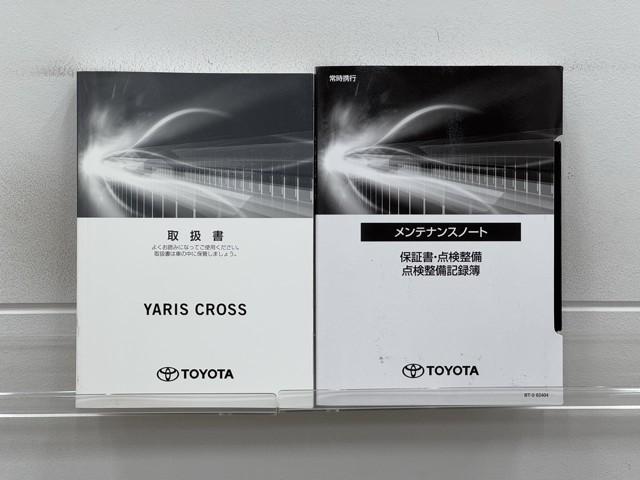 取扱書
よくお読みになってご使用ください。
取扱書は車の中に保管しましょう。
YARIS CROSS
TOYOTA
常時携行
メンテナンスノート
保証書・点検整備
点検整備記録簿
TOYOTA